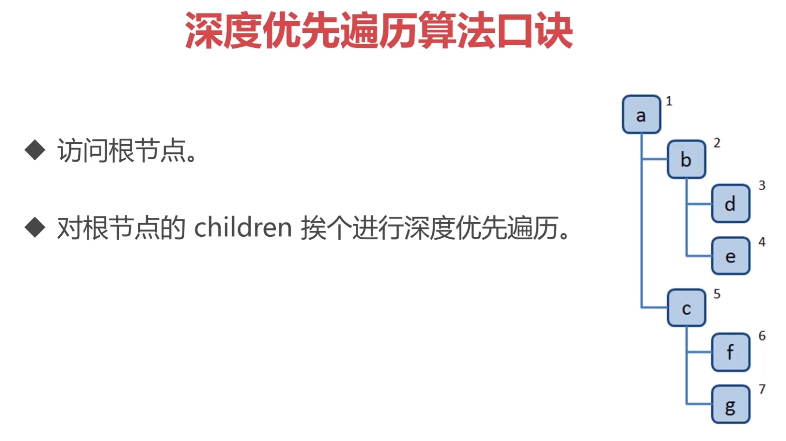 深度优先遍历算法口诀
◆ 访问根节点。
◆ 对根节点的 children 挨个进行深度优先遍历。
a 1
b 2
d 3
e 4
c 5
f 6
g 7